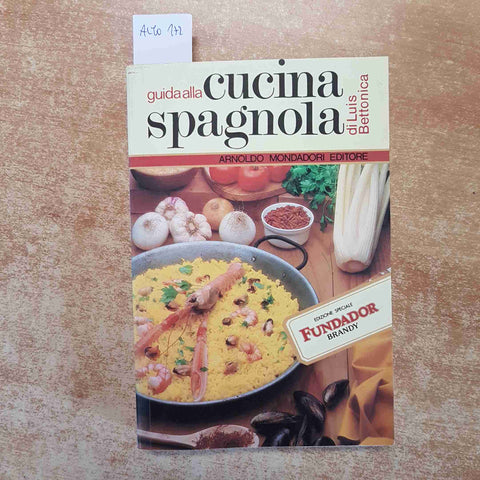 ALTO 172
guida alla
cucina
spagnola
di Luis
Bettonica
ARNOLDO MONDADORI EDITORE
EDIZIONE SPECIALE
FUNDADOR
BRANDY